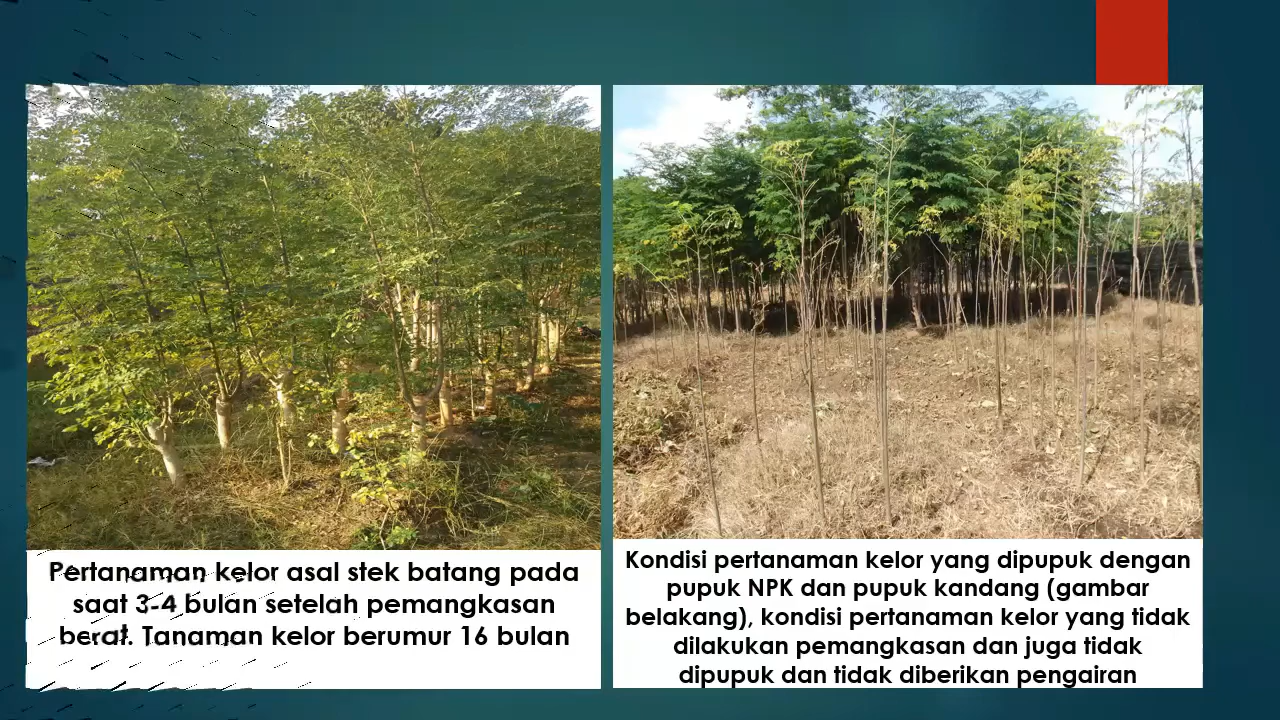 Pertanaman kelor asal stek batang pada
saat 3-4 bulan setelah pemangkasan
berat. Tanaman kelor berumur 16 bulan
Kondisi pertanaman kelor yang dipupuk dengan
pupuk NPK dan pupuk kandang (gambar
belakang), kondisi pertanaman kelor yang tidak
dilakukan pemangkasan dan juga tidak
dipupuk dan tidak diberikan pengairan